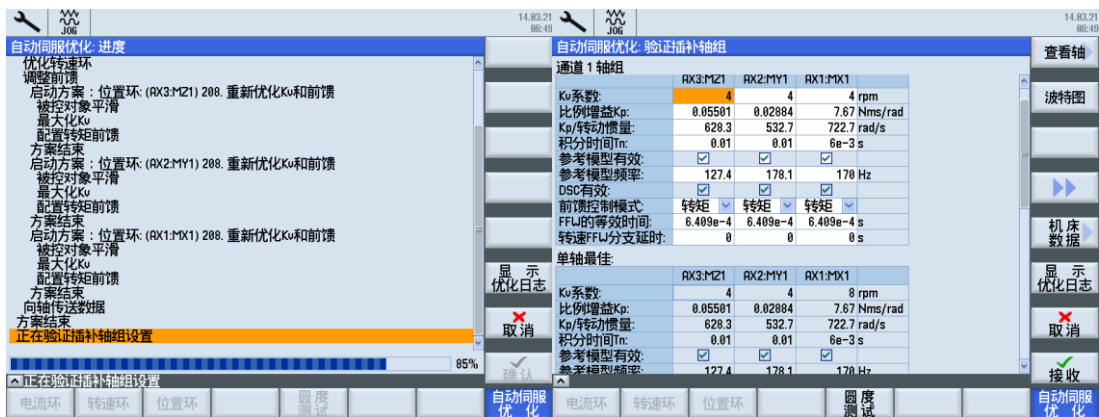 JOG
14.03.21
06:49
自动伺服优化: 进度
优化转速环
调整前馈
启动方案：位置环: (AX3:MZ1) 208. 重新优化Kv和前馈
被控对象平滑
最大化Kv
配置转矩前馈
方案结束
启动方案：位置环: (AX2:MY1) 208. 重新优化Kv和前馈
被控对象平滑
最大化Kv
配置转矩前馈
方案结束
启动方案：位置环: (AX1:MX1) 208. 重新优化Kv和前馈
被控对象平滑
最大化Kv
配置转矩前馈
方案结束
向轴传送数据
方案结束
正在验证插补轴组设置
85%
正在验证插补轴组设置
显 示
优化日志
取消
确认
电流环 转速环 位置环 圆度测试 自动伺服优 化
JOG
14.03.21
06:49
自动伺服优化: 验证插补轴组
通道 1 轴组
AX3:MZ1 AX2:MY1 AX1:MX1
Kv系数: 4 4 4 rpm
比例增益Kp: 0.05501 0.02884 7.67 Nms/rad
Kp/转动惯量: 628.3 532.7 722.7 rad/s
积分时间Tn: 0.01 0.01 6e-3 s
参考模型有效:
参考模型频率: 127.4 178.1 170 Hz
DSC有效:
前馈控制模式: 转矩 转矩 转矩
FFW的等效时间: 6.409e-4 6.409e-4 6.409e-4 s
转速FFW分支延时: 0 0 0 s
单轴最佳:
AX3:MZ1 AX2:MY1 AX1:MX1
Kv系数: 4 4 8 rpm
比例增益Kp: 0.05501 0.02884 7.67 Nms/rad
Kp/转动惯量: 628.3 532.7 722.7 rad/s
积分时间Tn: 0.01 0.01 6e-3 s
参考模型有效:
参考模型频率: 127.4 178.1 170 Hz
查看轴
波特图
机床
数据
显 示
优化日志
取消
接收
电流环 转速环 位置环 圆度测试 自动伺服优 化